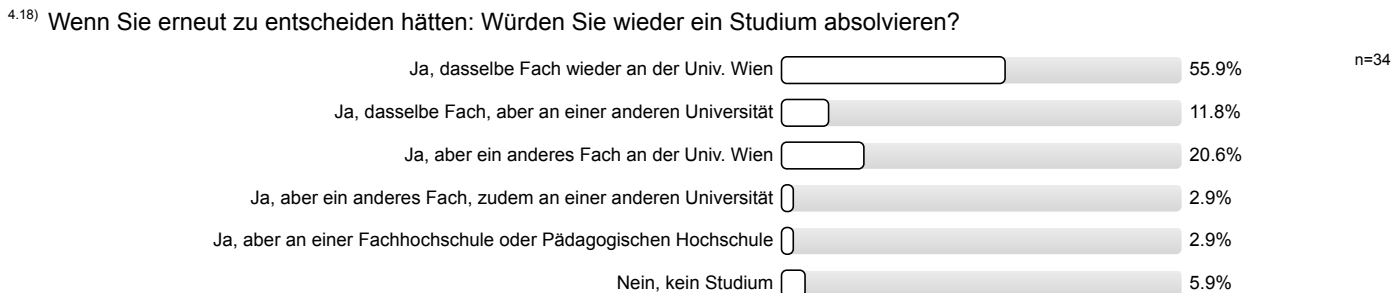 4.18) Wenn Sie erneut zu entscheiden hätten: Würden Sie wieder ein Studium absolvieren?
Ja, dasselbe Fach wieder an der Univ. Wien 55.9% n=34
Ja, dasselbe Fach, aber an einer anderen Universität 11.8%
Ja, aber ein anderes Fach an der Univ. Wien 20.6%
Ja, aber ein anderes Fach, zudem an einer anderen Universität 2.9%
Ja, aber an einer Fachhochschule oder Pädagogischen Hochschule 2.9%
Nein, kein Studium 5.9%